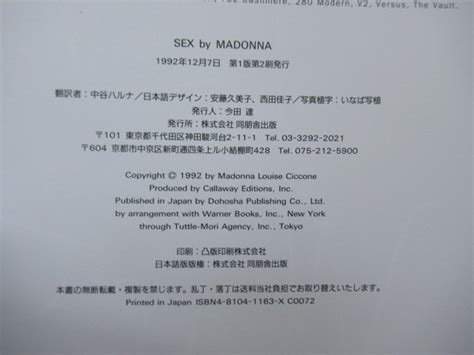 The Cashmere, 280 Modern, V2, Versus, The Vault.
SEX by MADONNA
1992年12月7日 第1版第2刷発行
翻訳者：中谷ハルナ／日本語デザイン：安藤久美子、西田佳子／写真植字：いなば写植
発行人：今田 達
発行所：株式会社 同朋舎出版
〒101 東京都千代田区神田駿河台2-11-1 Tel. 03-3292-2021
〒604 京都市中京区新町通四条上ル小結棚町 Tel. 075-212-5900
Copyright © 1992 by Madonna Louise Ciccone
Produced by Callaway Editions, Inc.
Published in Japan by Dohosha Publishing Co., Ltd.
by arrangement with Warner Books, Inc., New York
through Tuttle-Mori Agency, Inc., Tokyo
印刷：凸版印刷株式会社
日本語版版権：株式会社 同朋舎出版
本書の無断転載・複製を禁じます。乱丁・落丁は送料当社負担でお取り替えいたします。
Printed in Japan ISBN4-8104-1163-X C0072